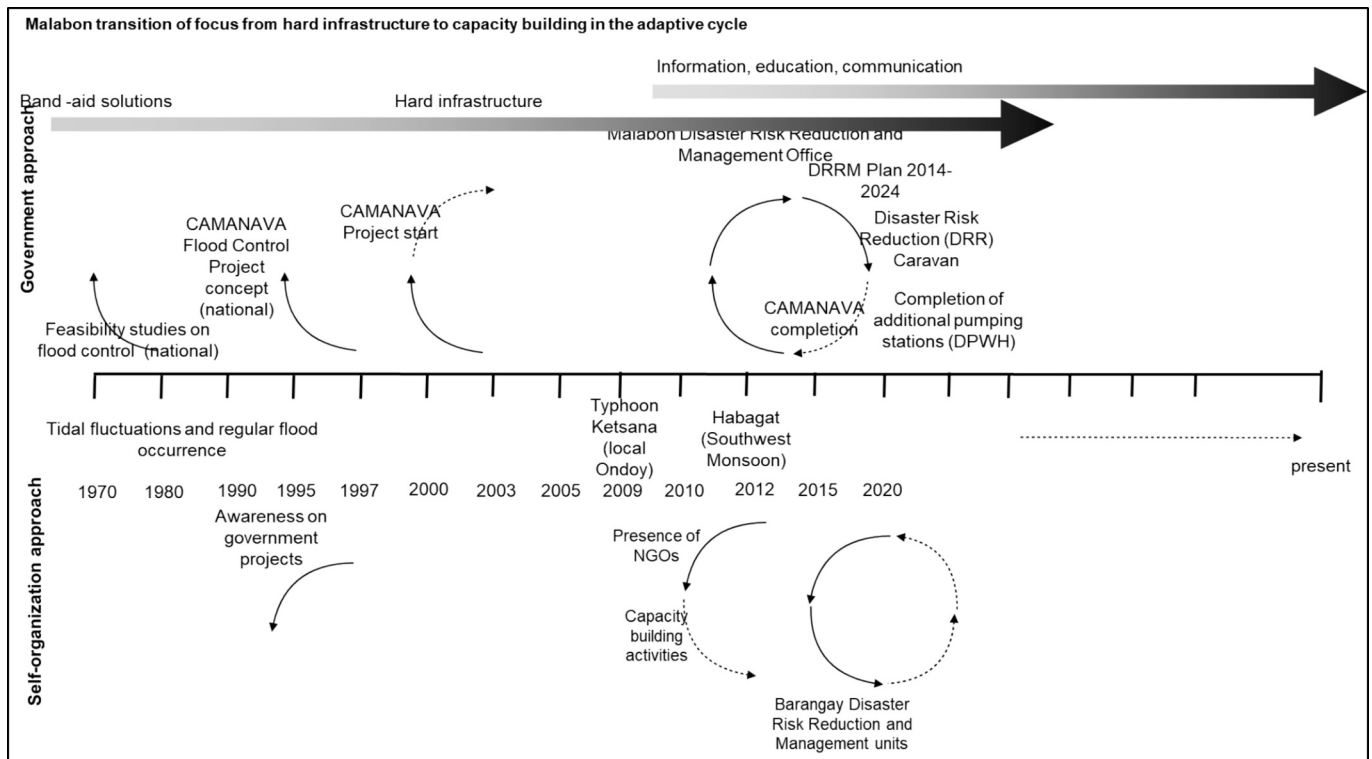 Malabon transition of focus from hard infrastructure to capacity building in the adaptive cycle
Information, education, communication
Band -aid solutions
Hard infrastructure
Government approach
Malabon Disaster Risk Reduction and
Management Office
DRRM Plan 2014-
2024
CAMANAVA
Project start
CAMANAVA
Flood Control
Project
concept
(national)
Disaster Risk
Reduction (DRR)
Caravan
Feasibility studies on
flood control (national)
CAMANAVA
completion
Completion of
additional pumping
stations (DPWH)
Tidal fluctuations and regular flood
occurrence
Typhoon
Ketsana
(local
Ondoy)
Habagat
(Southwest
Monsoon)
present
1970 1980 1990 1995 1997 2000 2003 2005 2009 2010 2012 2015 2020
Self-organization approach
Awareness on
government
projects
Presence of
NGOs
Capacity
building
activities
Barangay Disaster
Risk Reduction and
Management units